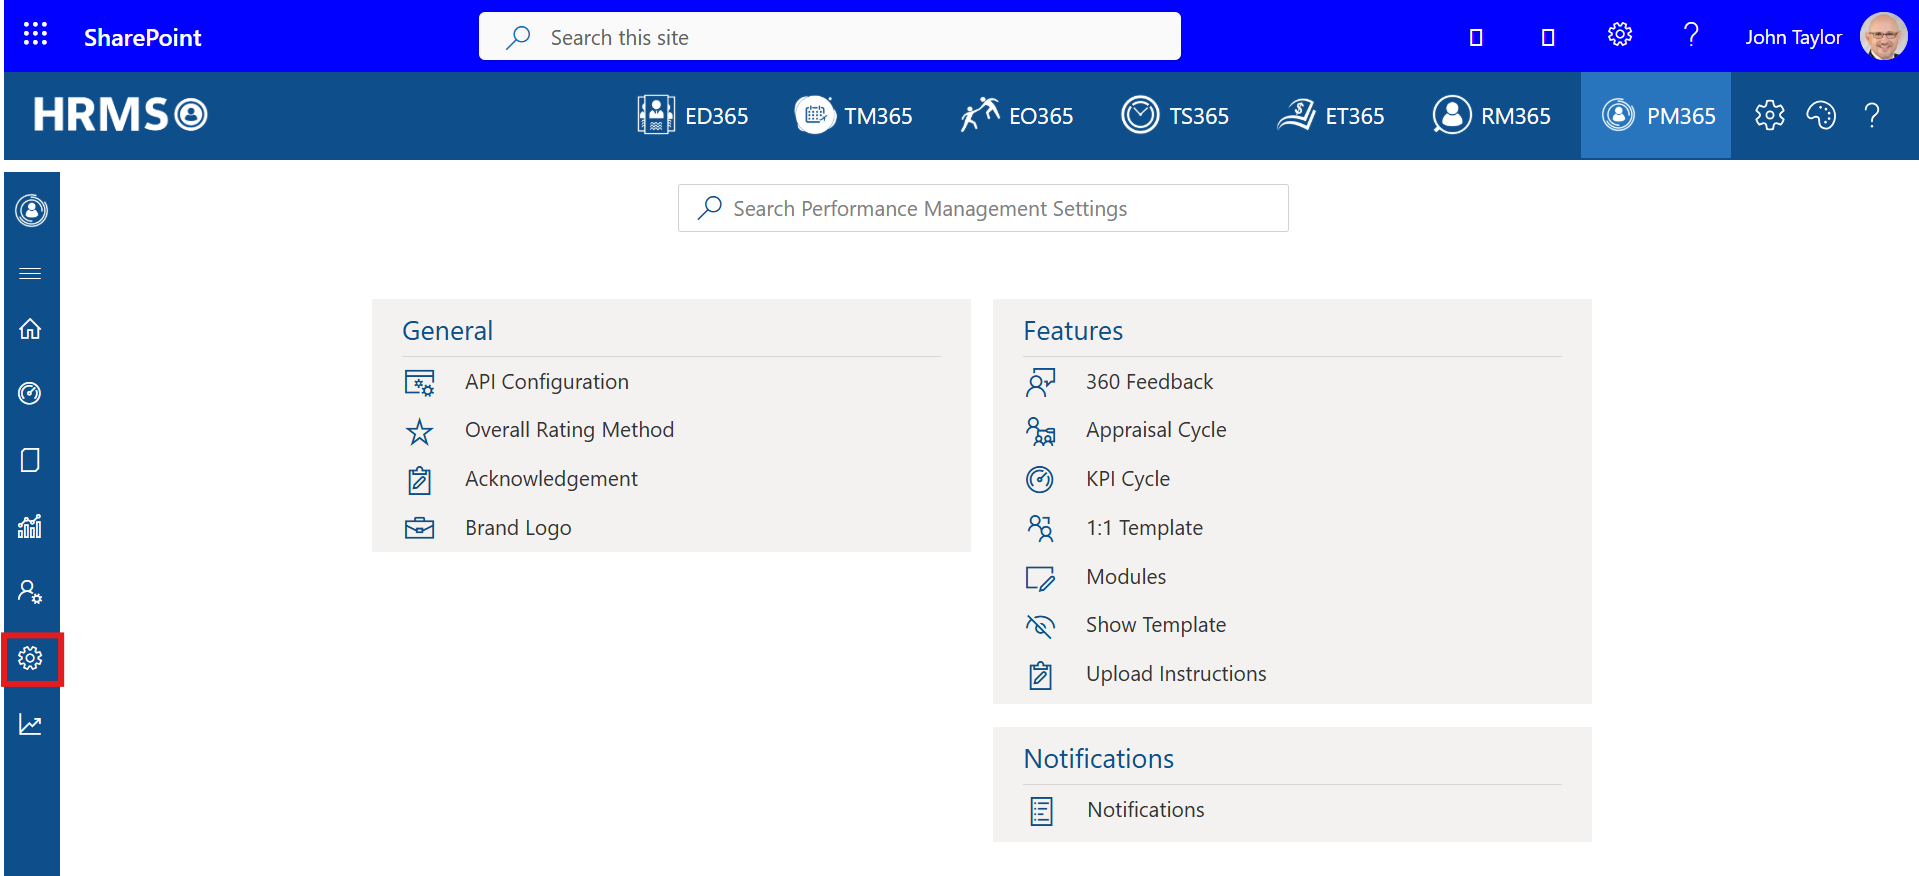 SharePoint
Search this site
?
John Taylor
HRMS
ED365
TM365
EO365
TS365
ET365
RM365
PM365
?
Search Performance Management Settings
General
API Configuration
Overall Rating Method
Acknowledgement
Brand Logo
Features
360 Feedback
Appraisal Cycle
KPI Cycle
1:1 Template
Modules
Show Template
Upload Instructions
Notifications
Notifications